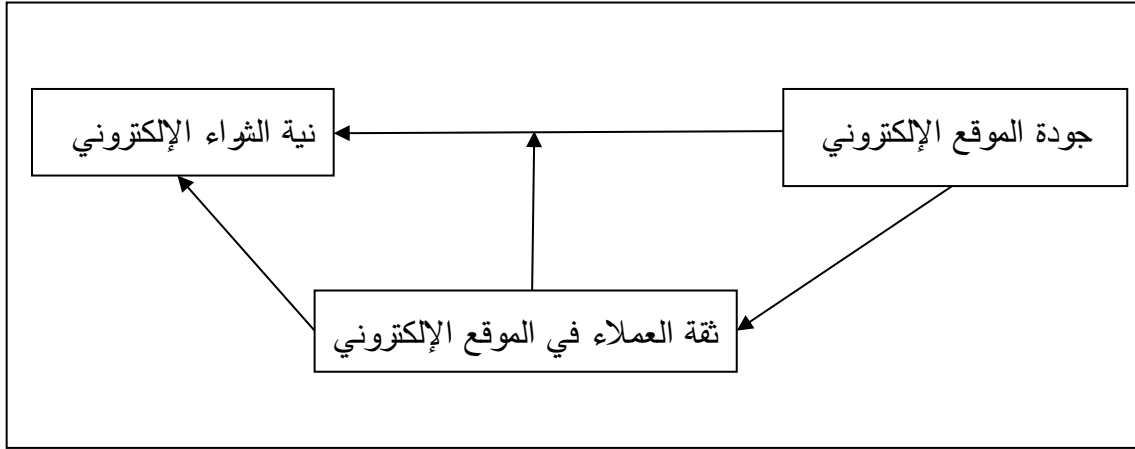 جودة الموقع الإلكتروني
نية الشراء الإلكتروني
ثقة العملاء في الموقع الإلكتروني